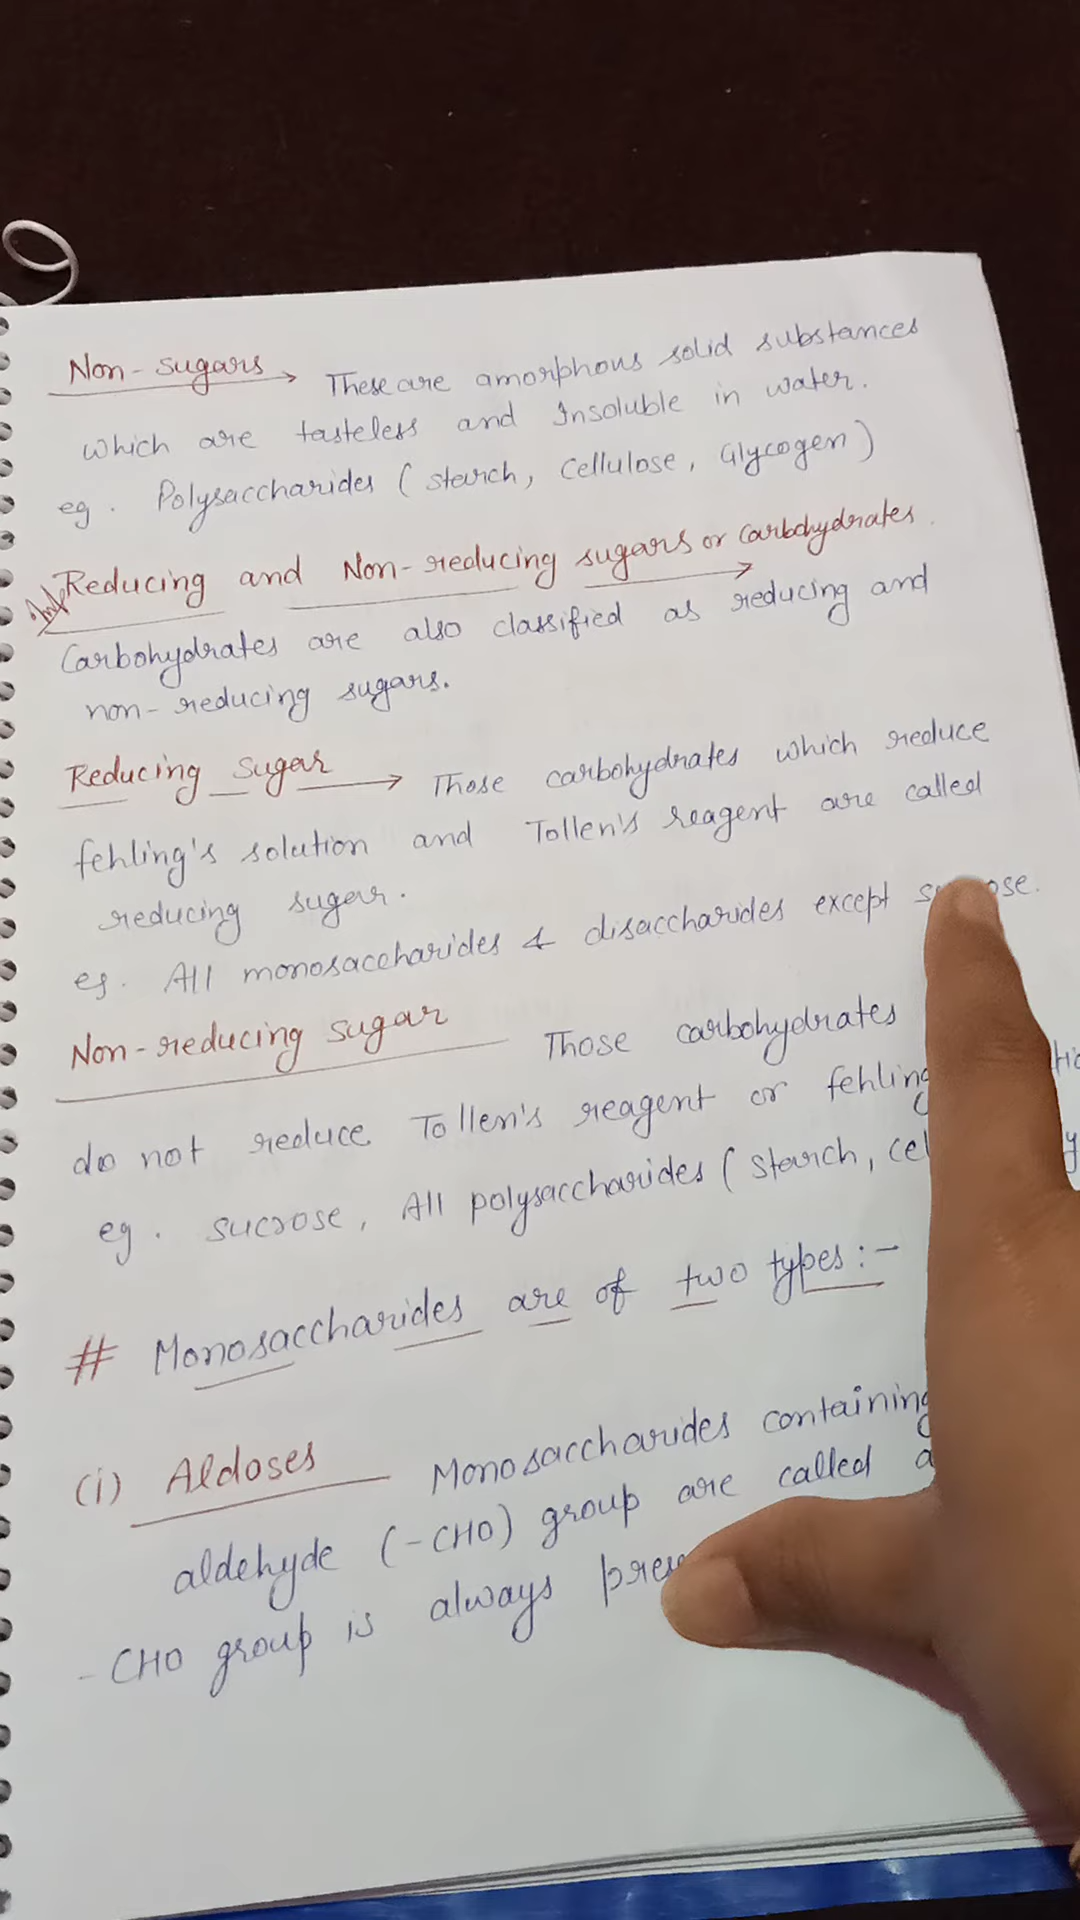 Non-sugars → These are amorphous solid substances
which are tasteless and Insoluble in water.
eg. Polysaccharides (starch, cellulose, Glycogen)
Imp Reducing and Non-reducing sugars or carbohydrates.
Carbohydrates are also classified as reducing and
non-reducing sugars.
Reducing sugar → Those carbohydrates which reduce
fehling's solution and Tollen's reagent are called
reducing sugar.
eg. All monosaccharides & disaccharides except
Non-reducing sugar Those carbohydrates
do not reduce Tollen's reagent or
eg. sucrose, All polysaccharides (starch,
# Monosaccharides are of two types:-
(i) Aldoses Monosaccharides containing
aldehyde (-CHO) group are called
-CHO group is always